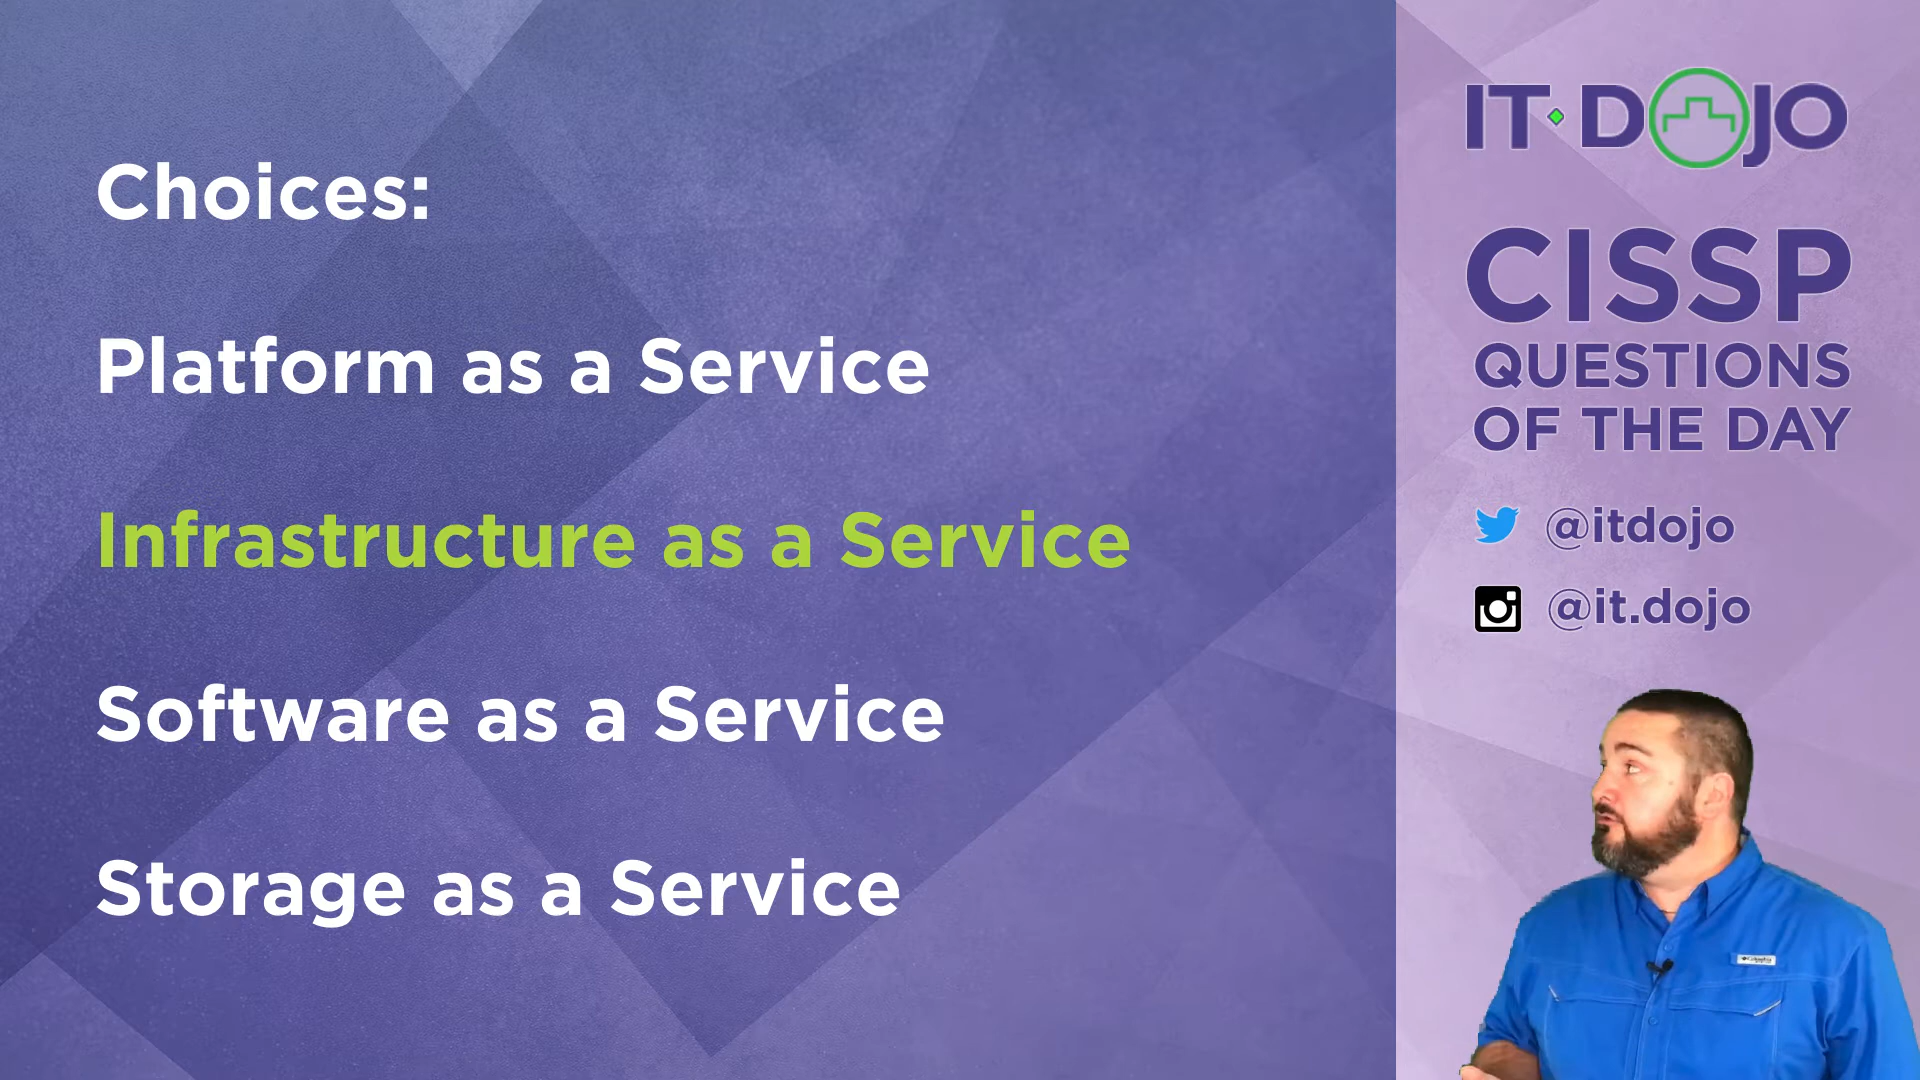 Choices:
Platform as a Service
Infrastructure as a Service
Software as a Service
Storage as a Service
IT DOJO
CISSP
QUESTIONS
OF THE DAY
@itdojo
@it.dojo
Columbia